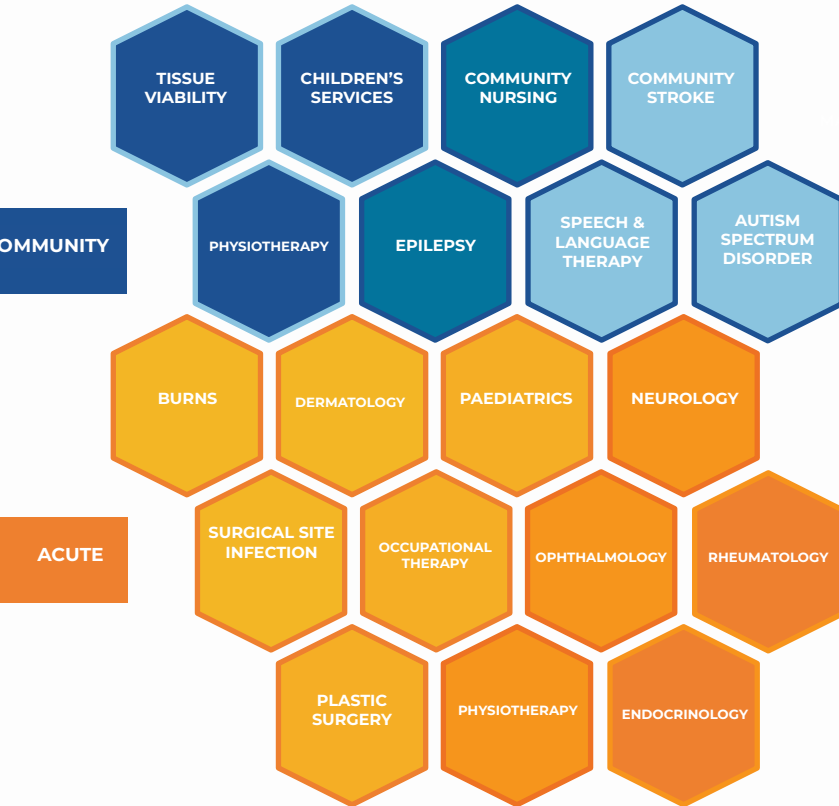 TISSUE
VIABILITY
CHILDREN'S
SERVICES
COMMUNITY
NURSING
COMMUNITY
STROKE
OMMUNITY
PHYSIOTHERAPY
EPILEPSY
SPEECH &
LANGUAGE
THERAPY
AUTISM
SPECTRUM
DISORDER
BURNS
DERMATOLOGY
PAEDIATRICS
NEUROLOGY
ACUTE
SURGICAL SITE
INFECTION
OCCUPATIONAL
THERAPY
OPHTHALMOLOGY
RHEUMATOLOGY
PLASTIC
SURGERY
PHYSIOTHERAPY
ENDOCRINOLOGY